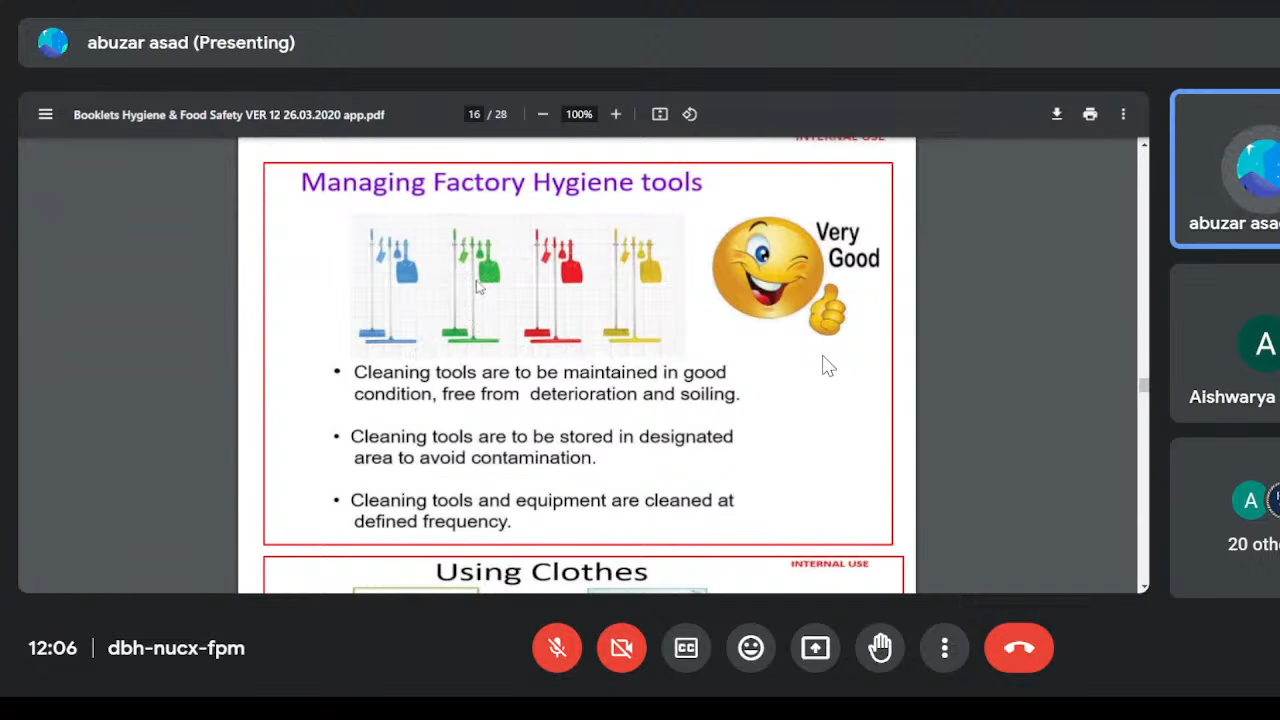 abuzar asad (Presenting)
Booklets Hygiene & Food Safety VER 12 26.03.2020 app.pdf
16 / 28
100%
INTERNAL USE
Managing Factory Hygiene tools
Very
Good
• Cleaning tools are to be maintained in good
condition, free from deterioration and soiling.
• Cleaning tools are to be stored in designated
area to avoid contamination.
• Cleaning tools and equipment are cleaned at
defined frequency.
Using Clothes
INTERNAL USE
abuzar asad
A
Aishwarya
A
20 othe
12:06
dbh-nucx-fpm
CC